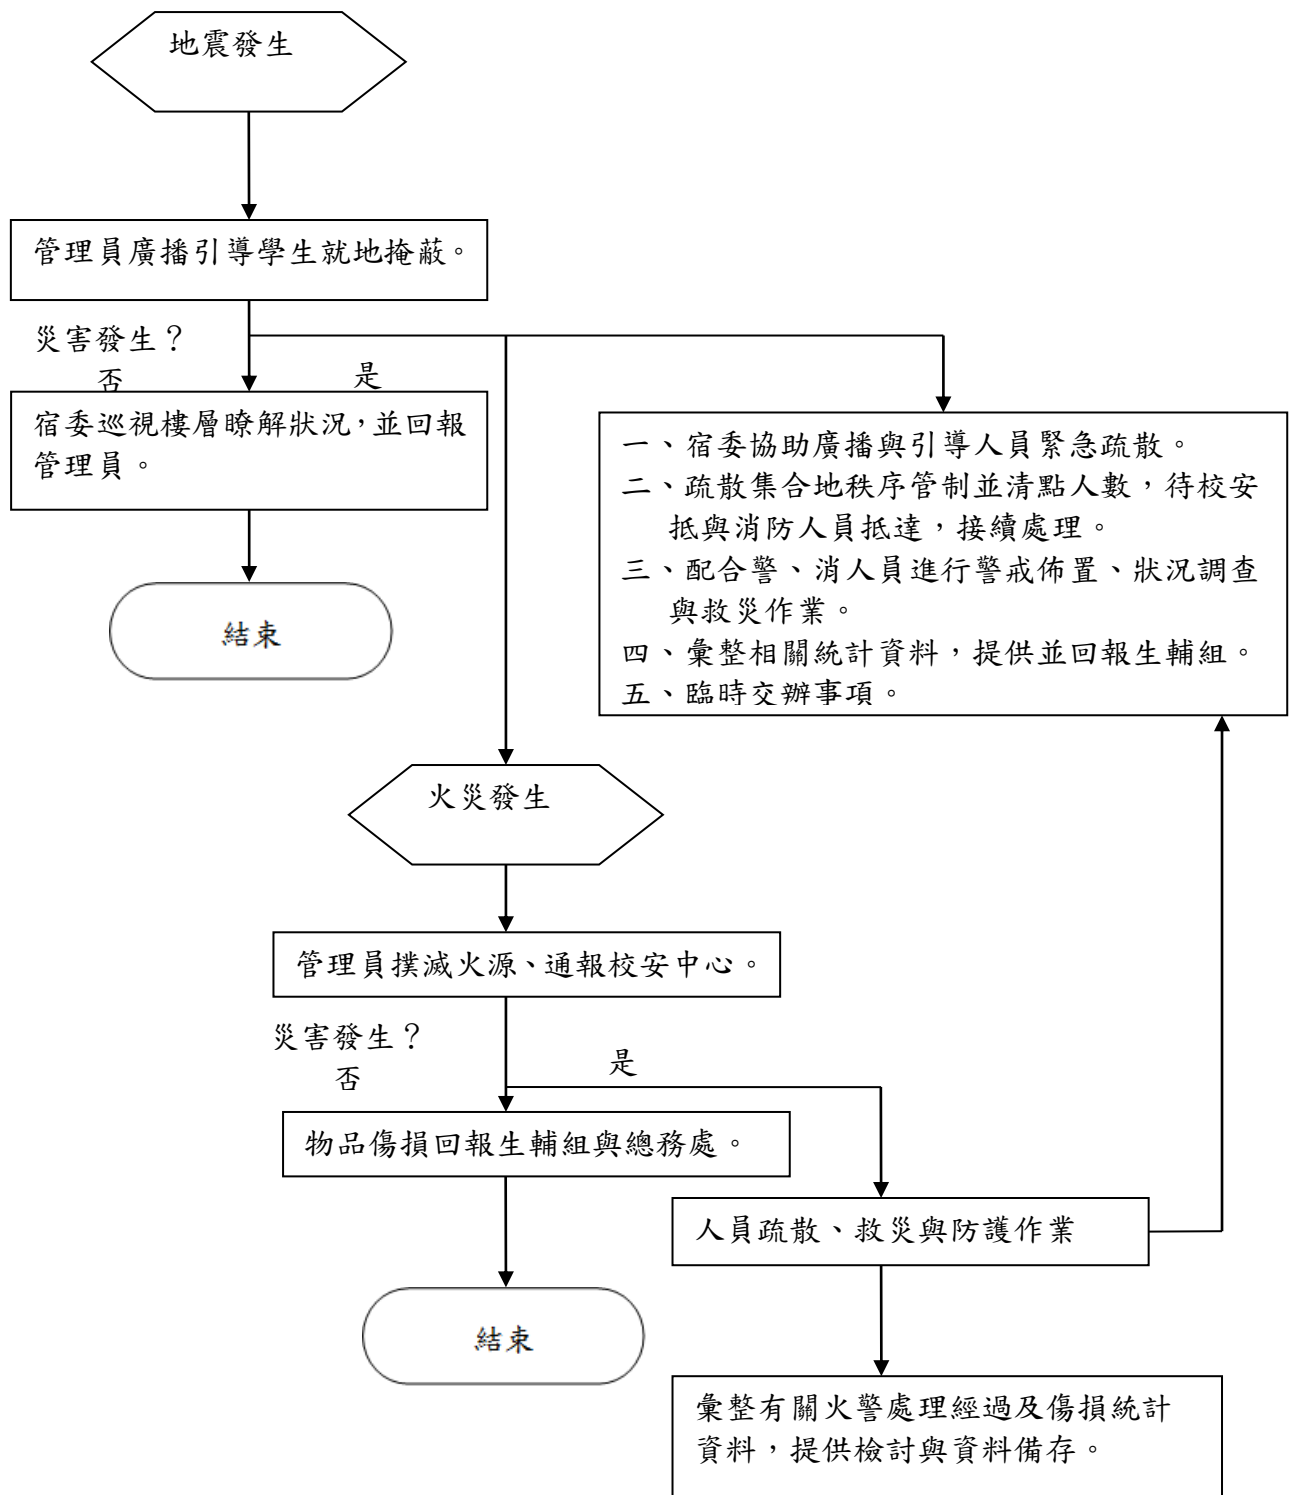 地震發生
管理員廣播引導學生就地掩蔽。
災害發生？
否
是
宿委巡視樓層瞭解狀況，並回報
管理員。
結束
一、宿委協助廣播與引導人員緊急疏散。
二、疏散集合地秩序管制並清點人數，待校安
抵與消防人員抵達，接續處理。
三、配合警、消人員進行警戒佈置、狀況調查
與救災作業。
四、彙整相關統計資料，提供並回報生輔組。
五、臨時交辦事項。
火災發生
管理員撲滅火源、通報校安中心。
災害發生？
否
是
物品傷損回報生輔組與總務處。
結束
人員疏散、救災與防護作業
彙整有關火警處理經過及傷損統計
資料，提供檢討與資料備存。